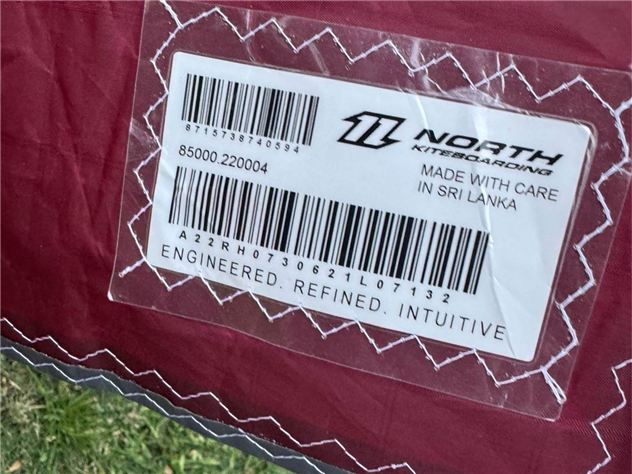 8715738740594
85000.220004
NORTH
KITEBOARDING
MADE WITH CARE
IN SRI LANKA
A22RH0730621L07132
ENGINEERED. REFINED. INTUITIVE